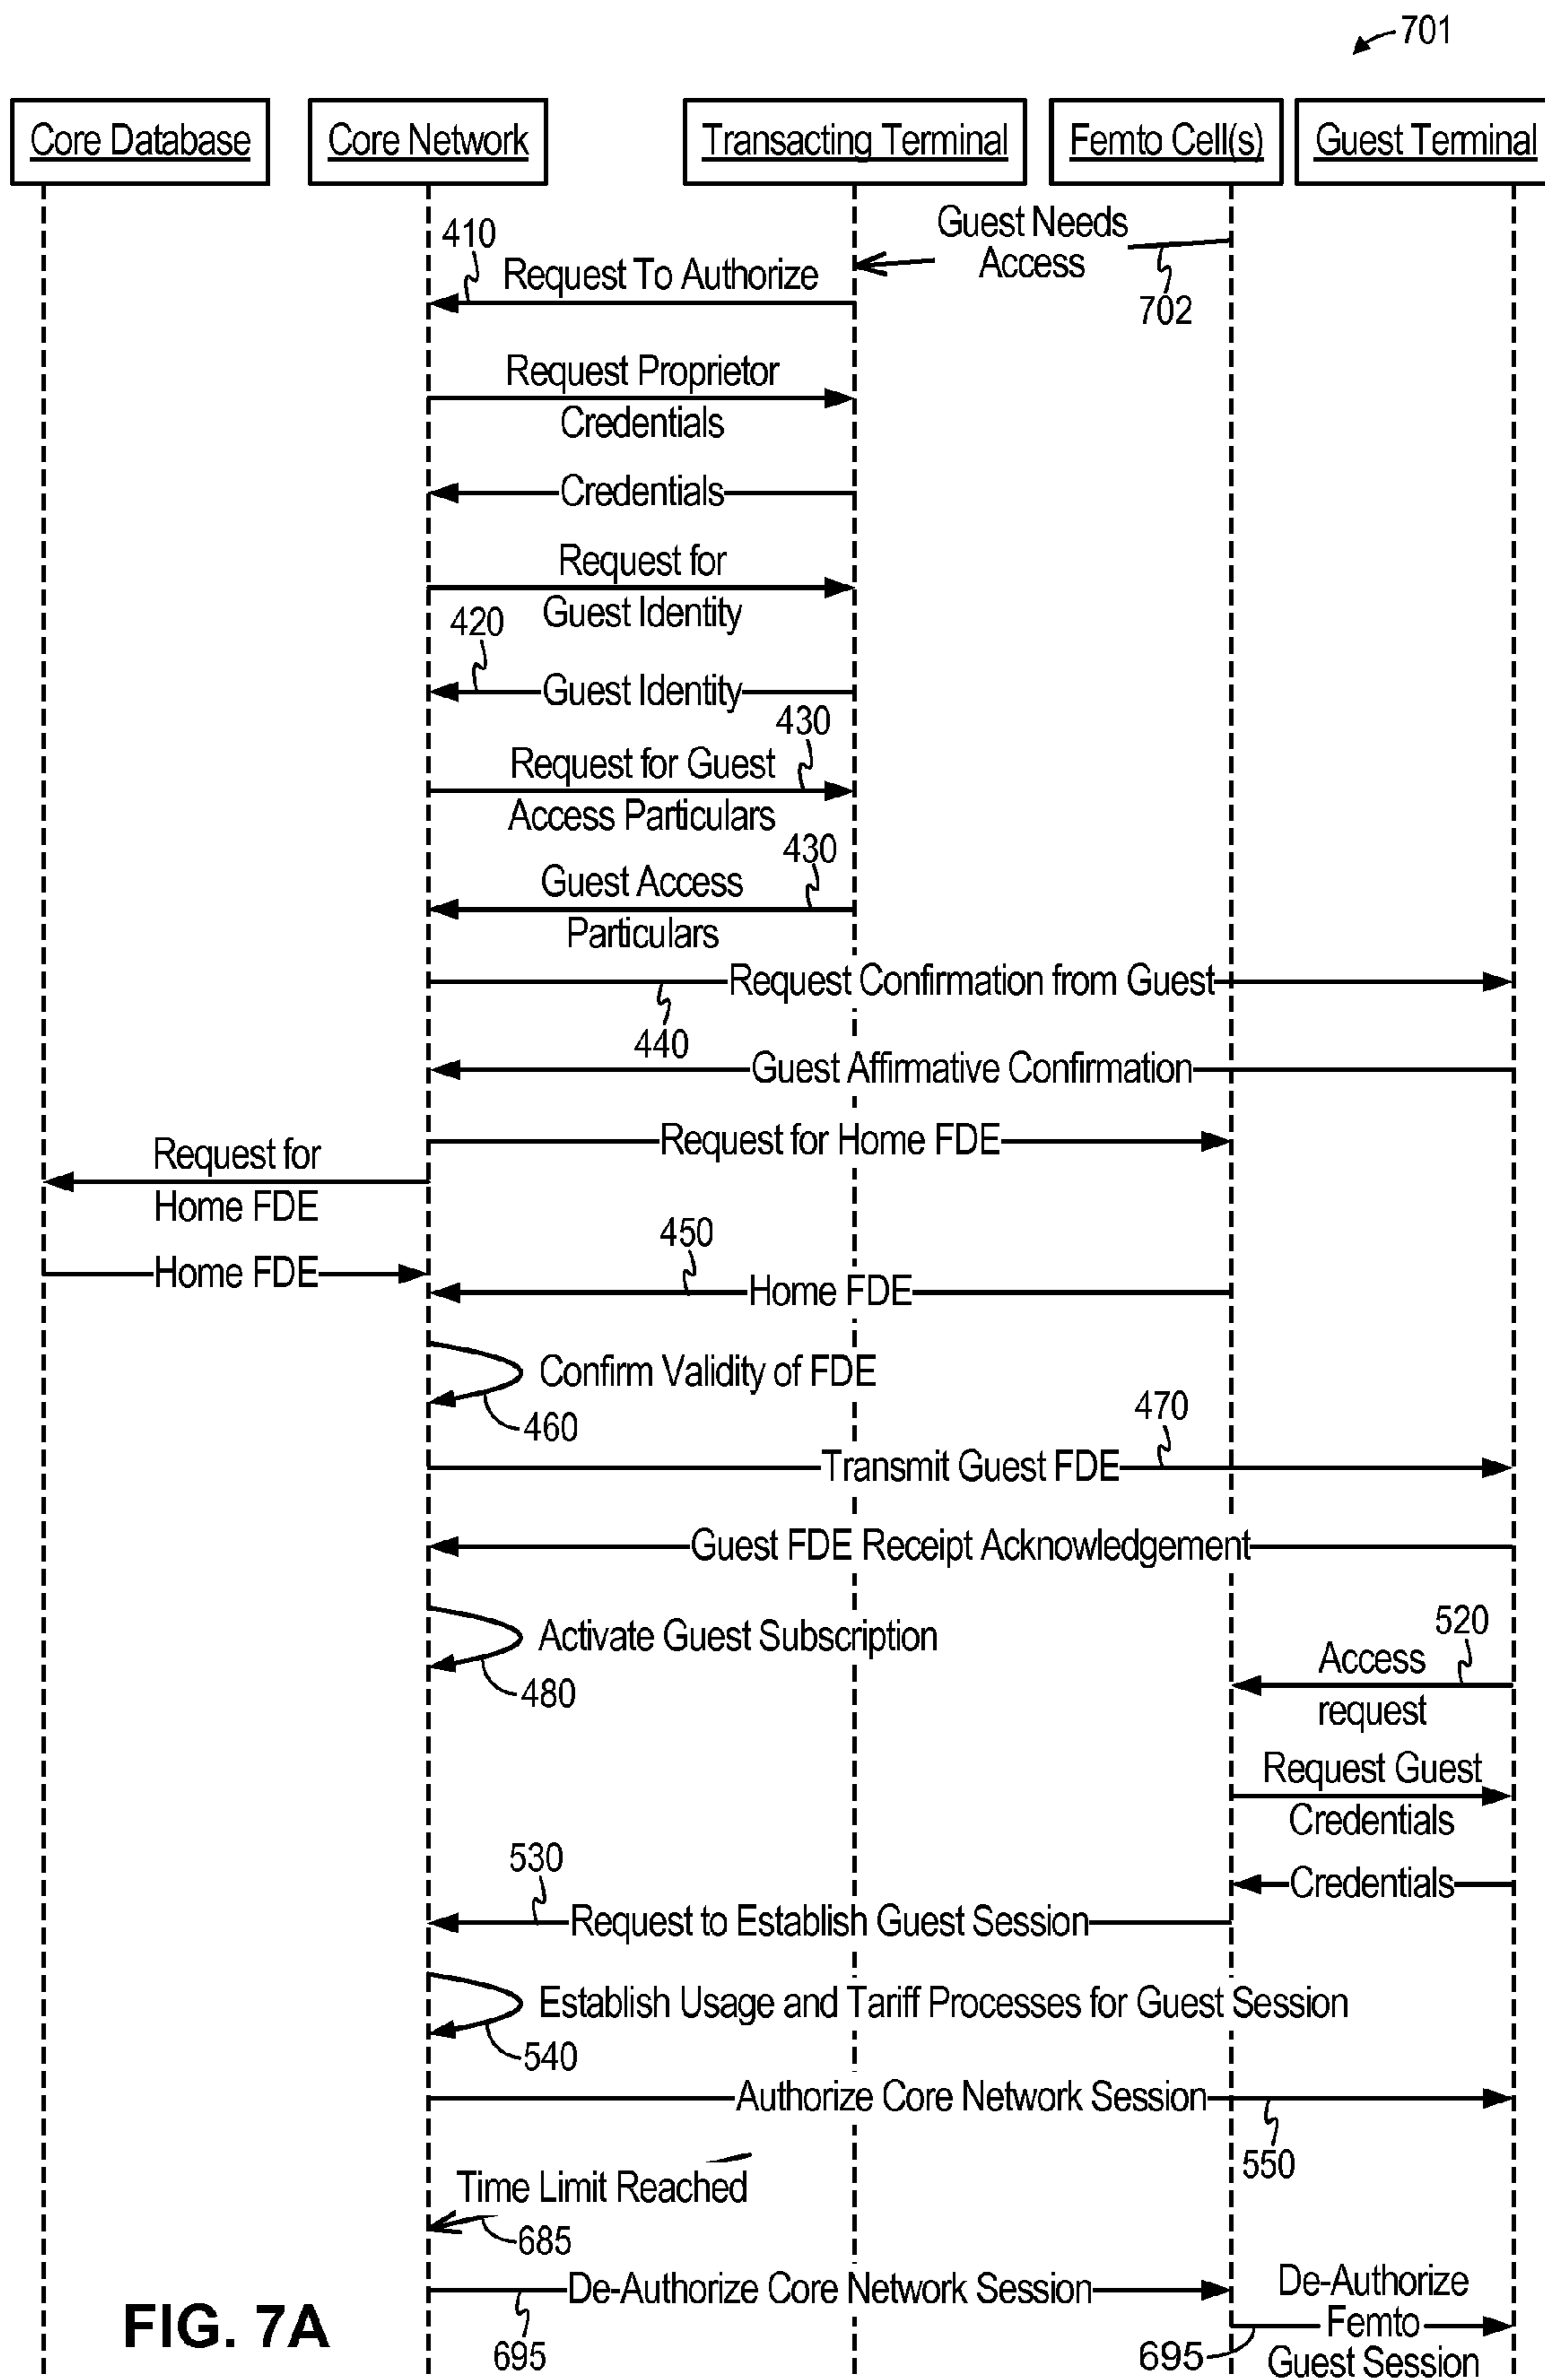 701
Core Database
Core Network
Transacting Terminal
Femto Cell(s)
Guest Terminal
Guest Needs
Access
702
410
Request To Authorize
Request Proprietor
Credentials
Credentials
Request for
Guest Identity
420
Guest Identity
430
Request for Guest
Access Particulars
430
Guest Access
Particulars
Request Confirmation from Guest
440
Guest Affirmative Confirmation
Request for Home FDE
Request for
Home FDE
Home FDE
450
Home FDE
Confirm Validity of FDE
460
470
Transmit Guest FDE
Guest FDE Receipt Acknowledgement
Activate Guest Subscription
480
520
Access
request
Request Guest
Credentials
Credentials
530
Request to Establish Guest Session
Establish Usage and Tariff Processes for Guest Session
540
Authorize Core Network Session
550
Time Limit Reached
685
De-Authorize Core Network Session
695
De-Authorize
Femto
Guest Session
695
FIG. 7A